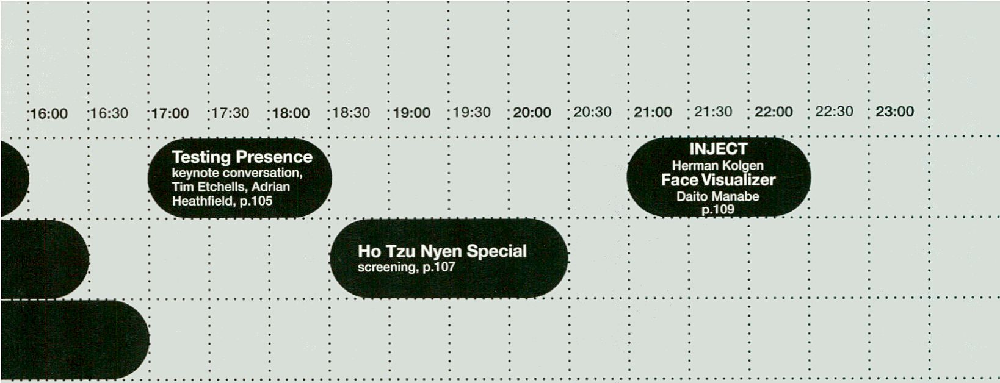 16:00 16:30 17:00 17:30 18:00 18:30 19:00 19:30 20:00 20:30 21:00 21:30 22:00 22:30 23:00
Testing Presence
keynote conversation,
Tim Etchells, Adrian
Heathfield, p.105
INJECT
Herman Kolgen
Face Visualizer
Daito Manabe
p.109
Ho Tzu Nyen Special
screening, p.107